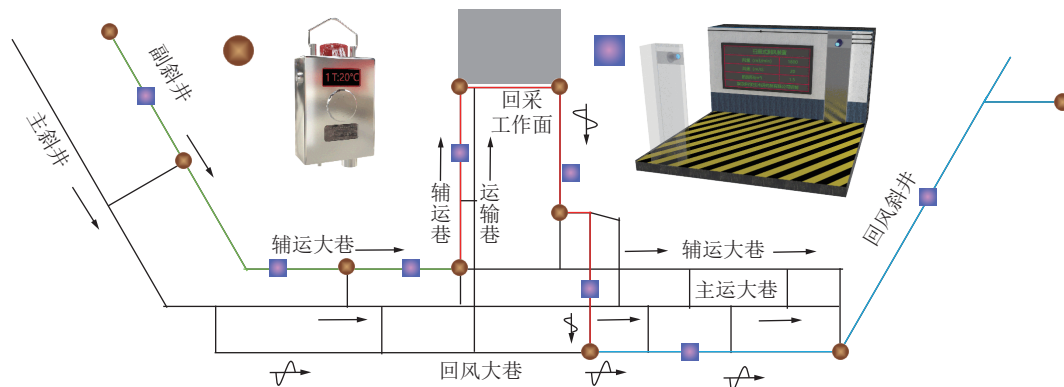 副斜井
主斜井
1T:20℃
回采
工作面
辅运巷
运输巷
回风斜井
辅运大巷
辅运大巷
主运大巷
回风大巷